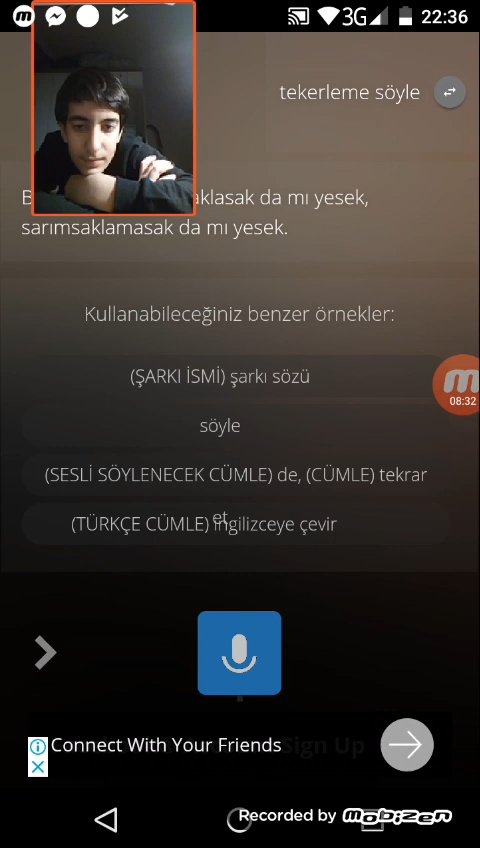 3G 22:36
tekerleme söyle
da mı yesek,
sarımsaklamasak da mı yesek.
Kullanabileceğiniz benzer örnekler:
(ŞARKI İSMİ) şarkı sözü
söyle
(SESLİ SÖYLENECEK CÜMLE) de, (CÜMLE) tekrar
et
(TÜRKÇE CÜMLE) ingilizceye çevir
08:32
Connect With Your Friends
Sign Up
Recorded by mobizen